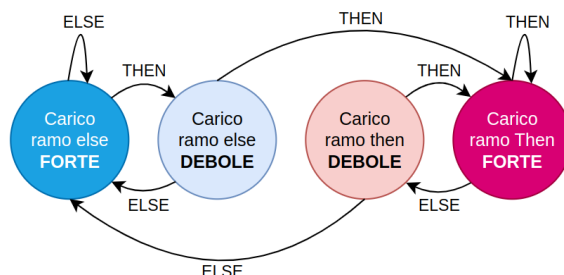 ELSE
THEN
THEN
THEN
THEN
Carico
ramo else
FORTE
Carico
ramo else
DEBOLE
Carico
ramo then
DEBOLE
Carico
ramo Then
FORTE
ELSE
ELSE
ELSE